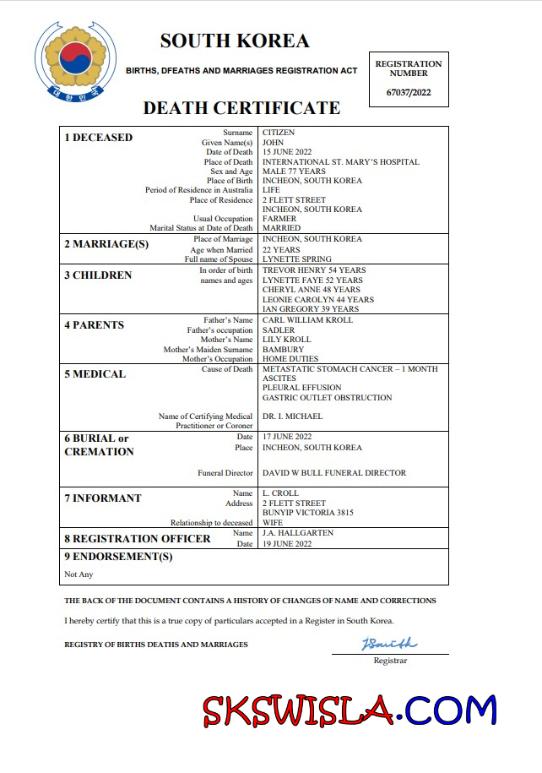 SOUTH KOREA
BIRTHS, DFEATHS AND MARRIAGES REGISTRATION ACT
REGISTRATION
NUMBER
67037/2022
대한민국
DEATH CERTIFICATE
1 DECEASED
Surname CITIZEN
Given Name(s) JOHN
Date of Death 15 JUNE 2022
Place of Death INTERNATIONAL ST. MARY'S HOSPITAL
Sex and Age MALE 77 YEARS
Place of Birth INCHEON, SOUTH KOREA
Period of Residence in Australia LIFE
Place of Residence 2 FLETT STREET
INCHEON, SOUTH KOREA
Usual Occupation FARMER
Marital Status at Date of Death MARRIED
2 MARRIAGE(S) Place of Marriage INCHEON, SOUTH KOREA
Age when Married 22 YEARS
Full name of Spouse LYNETTE SPRING
3 CHILDREN In order of birth TREVOR HENRY 54 YEARS
names and ages LYNETTE FAYE 52 YEARS
CHERYL ANNE 48 YEARS
LEONIE CAROLYN 44 YEARS
IAN GREGORY 39 YEARS
4 PARENTS Father's Name CARL WILLIAM KROLL
Father's occupation SADLER
Mother's Name LILY KROLL
Mother's Maiden Surname BAMBURY
Mother's Occupation HOME DUTIES
5 MEDICAL Cause of Death METASTATIC STOMACH CANCER – 1 MONTH
ASCITES
PLEURAL EFFUSION
GASTRIC OUTLET OBSTRUCTION
Name of Certifying Medical DR. I. MICHAEL
Practitioner or Coroner
6 BURIAL or Date 17 JUNE 2022
CREMATION Place INCHEON, SOUTH KOREA
Funeral Director DAVID W BULL FUNERAL DIRECTOR
7 INFORMANT Name L. CROLL
Address 2 FLETT STREET
BUNYIP VICTORIA 3815
Relationship to deceased WIFE
8 REGISTRATION OFFICER Name J.A. HALLGARTEN
Date 19 JUNE 2022
9 ENDORSEMENT(S)
Not Any
THE BACK OF THE DOCUMENT CONTAINS A HISTORY OF CHANGES OF NAME AND CORRECTIONS
I hereby certify that this is a true copy of particulars accepted in a Register in South Korea.
REGISTRY OF BIRTHS DEATHS AND MARRIAGES
Registrar
SKSWISLA.COM